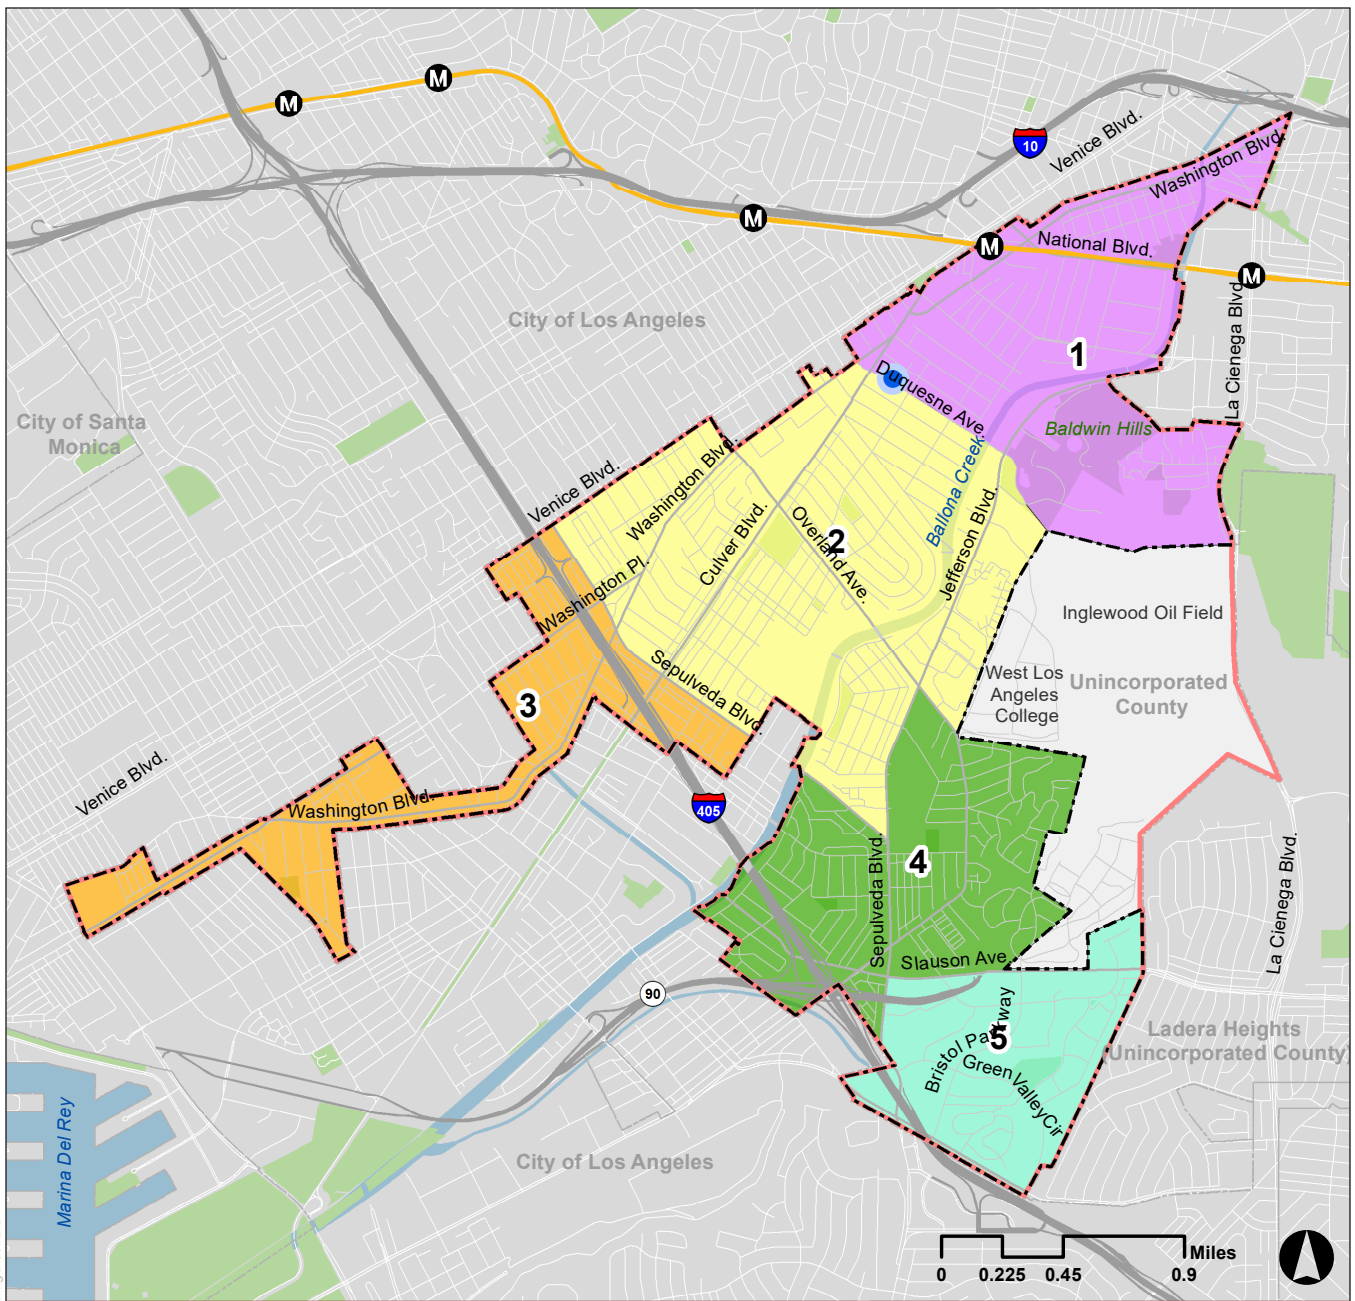 M
M
10
Venice Blvd.
Washington Blvd.
M
M
National Blvd.
M
La Cienega Blvd.
City of Los Angeles
1
Duquesne Ave.
City of Santa
Monica
Baldwin Hills
Venice Blvd.
Washington Blvd.
Culver Blvd.
Overland Ave.
2
Ballona Creek
Jefferson Blvd.
Washington Pl.
Inglewood Oil Field
Sepulveda Blvd.
West Los
Angeles
College
Unincorporated
County
3
Venice Blvd.
Washington Blvd.
405
Sepulveda Blvd.
4
La Cienega Blvd.
Slauson Ave.
90
Bristol Parkway
5
Green ValleyCir
Ladera Heights
(Unincorporated County)
Marina Del Rey
City of Los Angeles
Miles
0 0.225 0.45 0.9